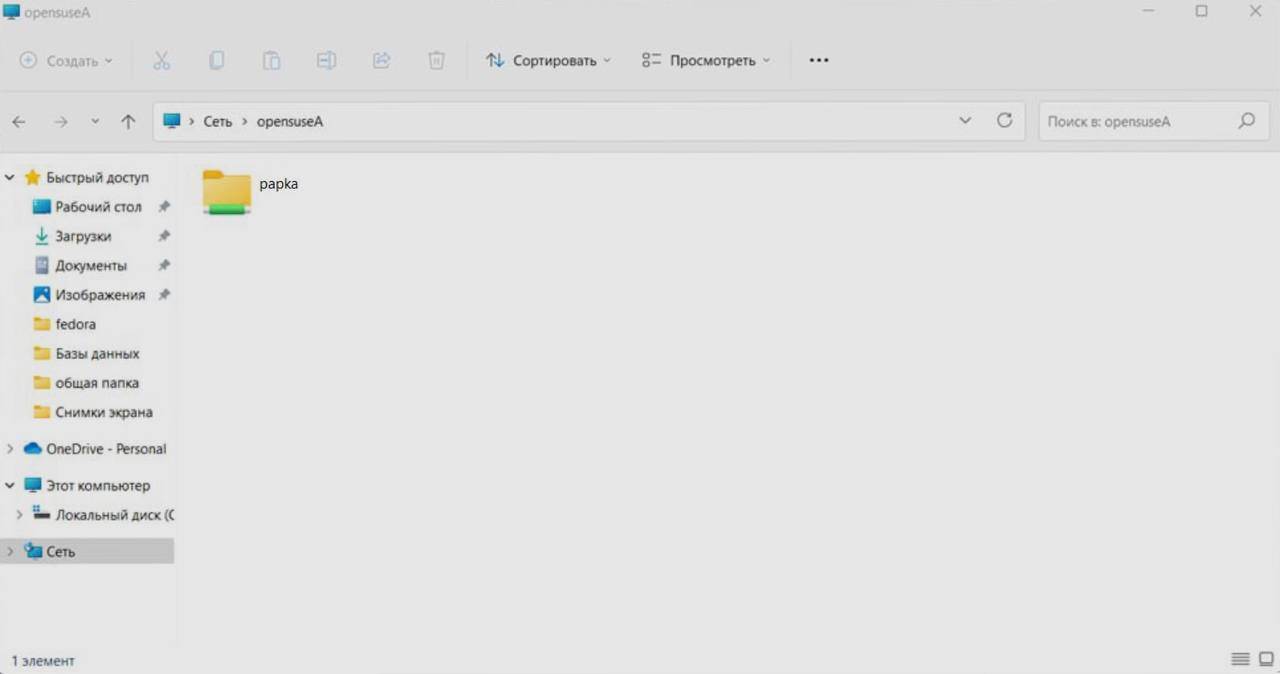 opensuseA
Создать
Сортировать
Просмотреть
Сеть > opensuseA
Поиск в: opensuseA
Быстрый доступ
Рабочий стол
Загрузки
Документы
Изображения
fedora
Базы данных
общая папка
Снимки экрана
OneDrive - Personal
Этот компьютер
Локальный диск (C
Сеть
papka
1 элемент